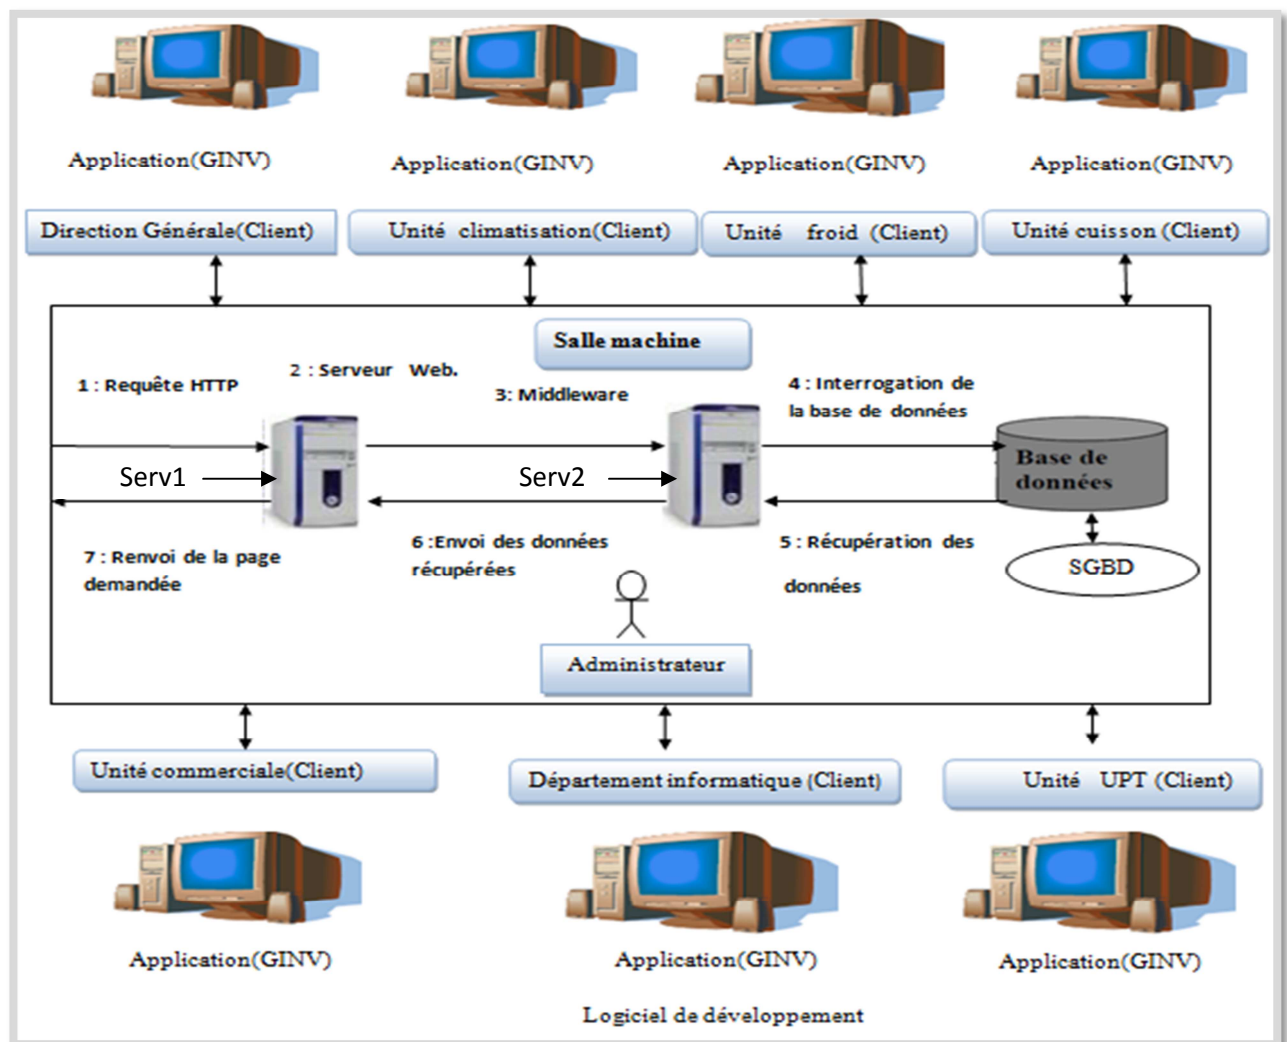 Application(GINV)
Application(GINV)
Application(GINV)
Application(GINV)
Direction Générale(Client)
Unité climatisation(Client)
Unité froid (Client)
Unité cuisson (Client)
Salle machine
1 : Requête HTTP
2 : Serveur Web.
3: Middleware
4 : Interrogation de
la base de données
Serv1
Serv2
Base de
données
7 : Renvoi de la page
demandée
6 :Envoi des données
récupérées
5 : Récupération des
données
SGBD
Administrateur
Unité commerciale(Client)
Département informatique (Client)
Unité UPT (Client)
Application(GINV)
Application(GINV)
Application(GINV)
Logiciel de développement